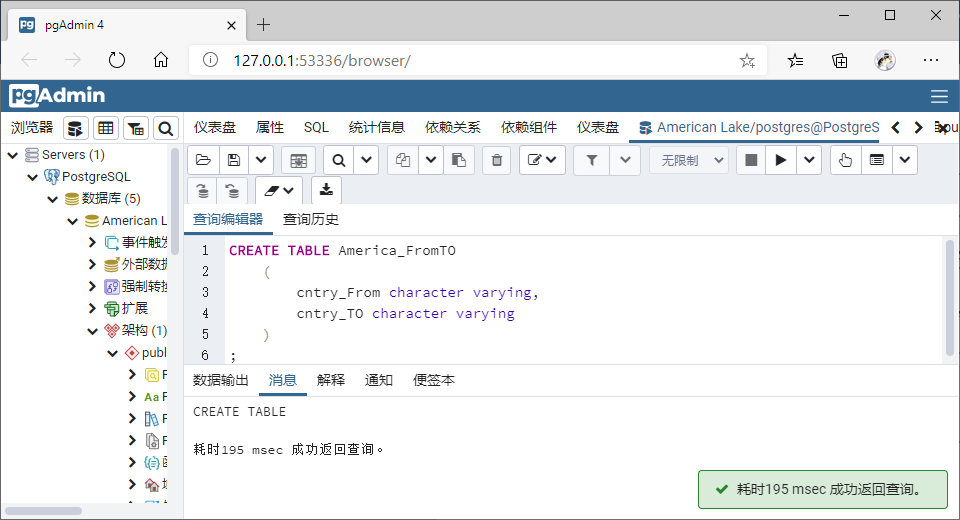 pgAdmin 4
127.0.0.1:53336/browser/
pgAdmin
浏览器
仪表盘 属性 SQL 统计信息 依赖关系 依赖组件 仪表盘 American Lake/postgres@PostgreS
Servers (1)
PostgreSQL
数据库 (5)
American L
事件触发
外部数据
强制转换
扩展
架构 (1)
publ
无限制
查询编辑器 查询历史
1 CREATE TABLE America_FromTO
2 (
3 cntry_From character varying,
4 cntry_TO character varying
5 )
6 ;
数据输出 消息 解释 通知 便签本
CREATE TABLE
耗时195 msec 成功返回查询。
耗时195 msec 成功返回查询。